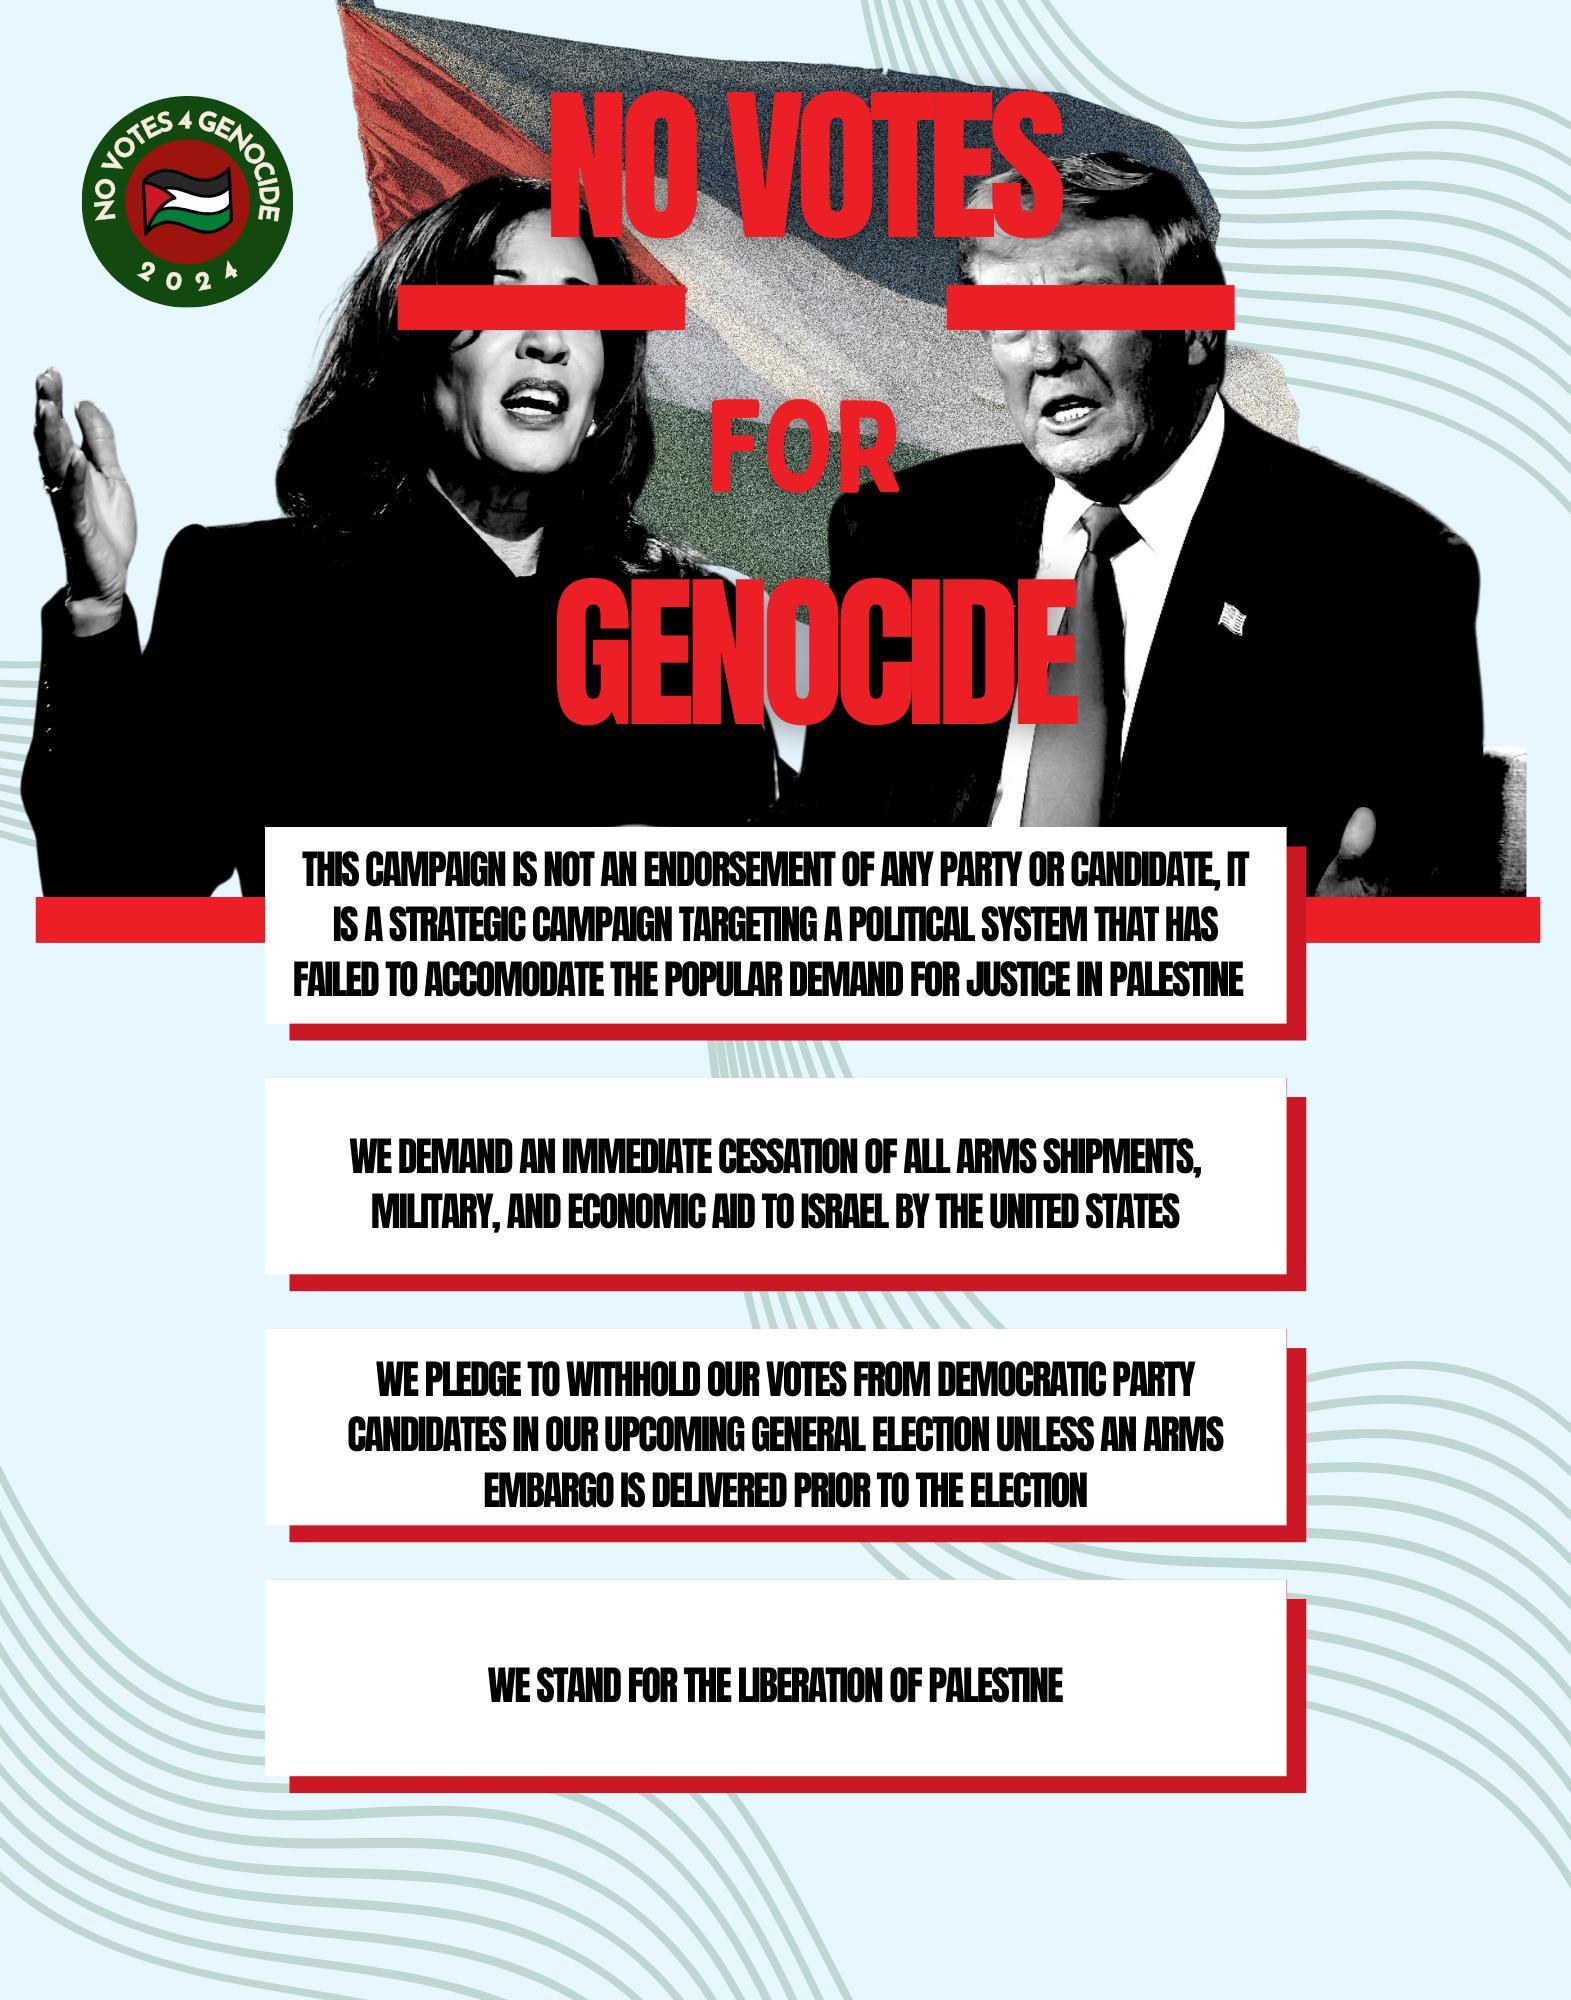 NO VOTES 4 GENOCIDE
2024
NO VOTES
FOR
GENOCIDE
THIS CAMPAIGN IS NOT AN ENDORSEMENT OF ANY PARTY OR CANDIDATE, IT
IS A STRATEGIC CAMPAIGN TARGETING A POLITICAL SYSTEM THAT HAS
FAILED TO ACCOMODATE THE POPULAR DEMAND FOR JUSTICE IN PALESTINE
WE DEMAND AN IMMEDIATE CESSATION OF ALL ARMS SHIPMENTS,
MILITARY, AND ECONOMIC AID TO ISRAEL BY THE UNITED STATES
WE PLEDGE TO WITHHOLD OUR VOTES FROM DEMOCRATIC PARTY
CANDIDATES IN OUR UPCOMING GENERAL ELECTION UNLESS AN ARMS
EMBARGO IS DELIVERED PRIOR TO THE ELECTION
WE STAND FOR THE LIBERATION OF PALESTINE